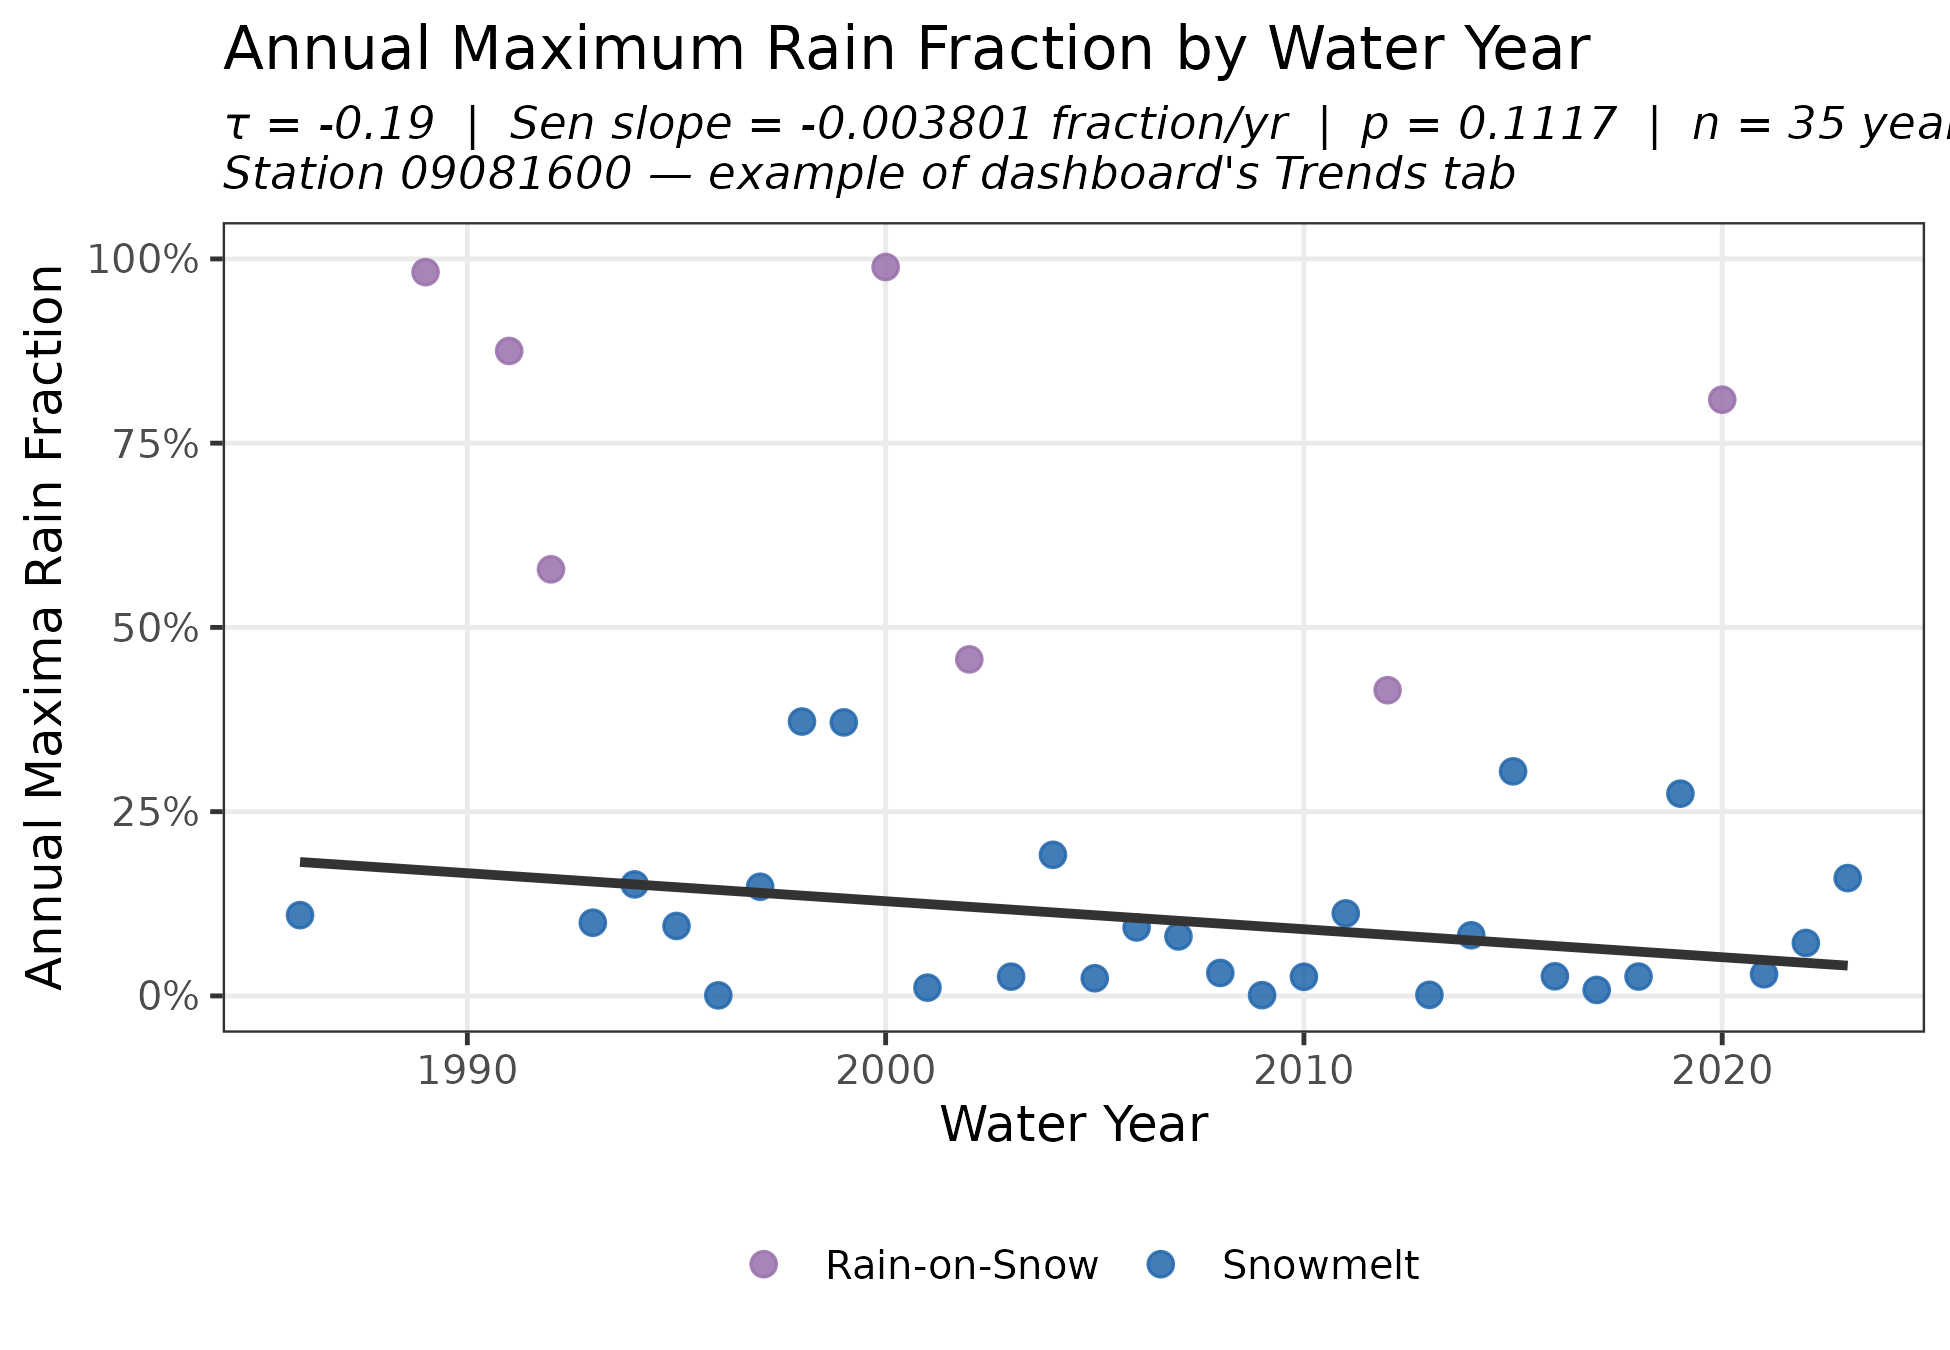 Annual Maximum Rain Fraction by Water Year
τ = -0.19 | Sen slope = -0.003801 fraction/yr | p = 0.1117 | n = 35 year
Station 09081600 — example of dashboard's Trends tab
Annual Maxima Rain Fraction
100%
75%
50%
25%
0%
1990 2000 2010 2020
Water Year
Rain-on-Snow Snowmelt